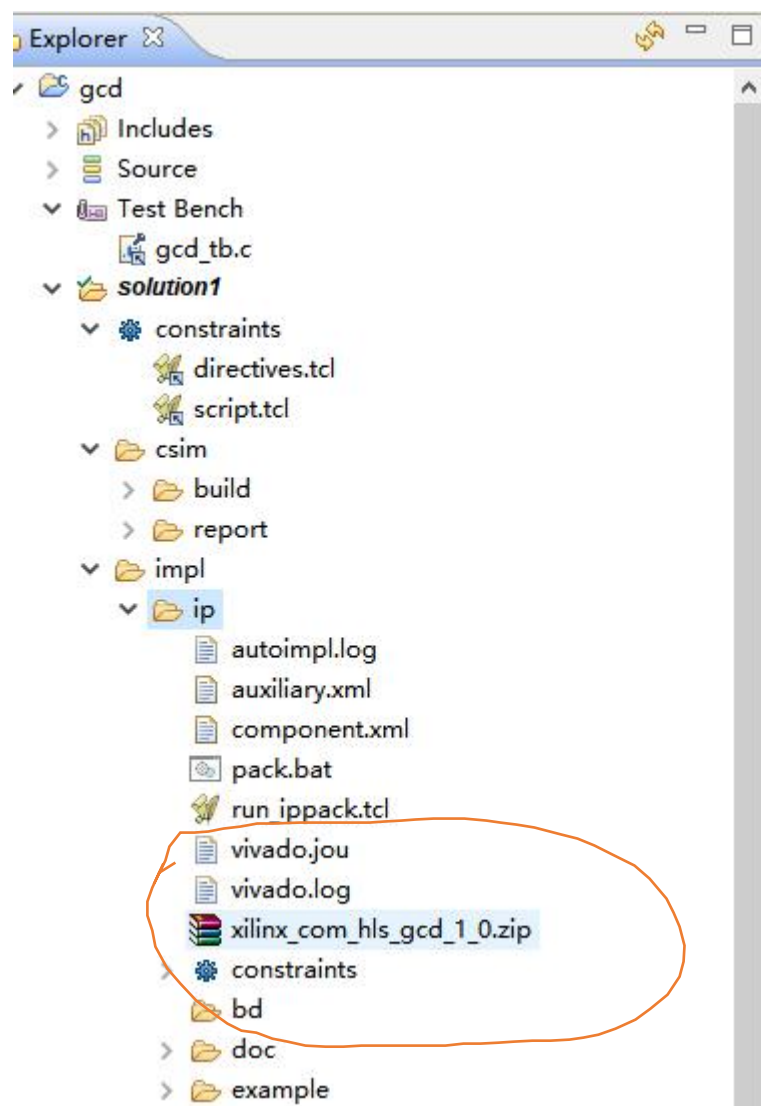 Explorer
gcd
Includes
Source
Test Bench
gcd_tb.c
solution1
constraints
directives.tcl
script.tcl
csim
build
report
impl
ip
autoimpl.log
auxiliary.xml
component.xml
pack.bat
run_ippack.tcl
vivado.jou
vivado.log
xilinx_com_hls_gcd_1_0.zip
constraints
bd
doc
example